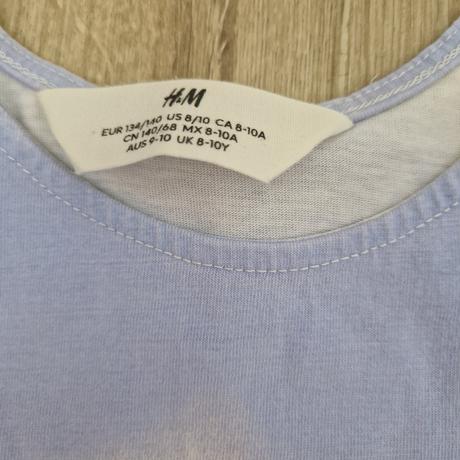 H&M
EUR 134/140 US 8/10 CA 8-10A
CN 140/68 MX 8-10A
AUS 9-10 UK 8-10Y